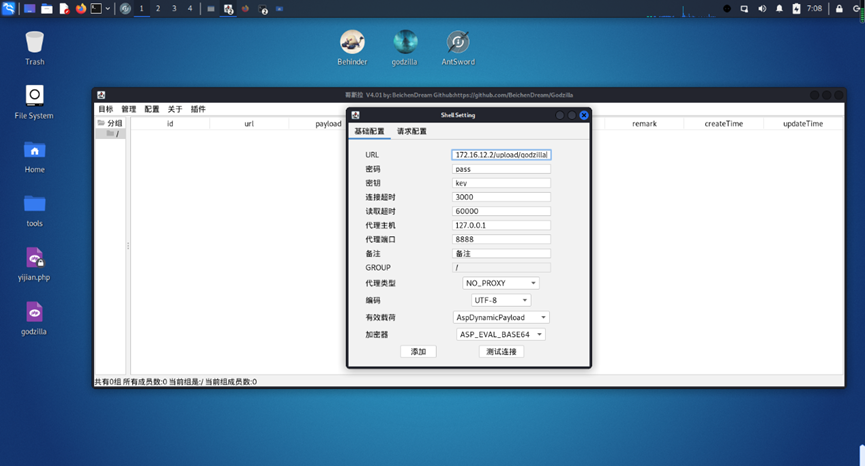 1 2 3 4
7:08
Trash
Behinder
godzilla
AntSword
File System
Home
tools
yijian.php
godzilla
哥斯拉 V4.01 by: BeichenDream Github:https://github.com/BeichenDream/Godzilla
目标 管理 配置 关于 插件
分组
/
id url payload remark createTime updateTime
Shell Setting
基础配置 请求配置
URL 172.16.12.2/upload/godzilla
密码 pass
密钥 key
连接超时 3000
读取超时 60000
代理主机 127.0.0.1
代理端口 8888
备注 备注
GROUP /
代理类型 NO_PROXY
编码 UTF-8
有效载荷 AspDynamicPayload
加密器 ASP_EVAL_BASE64
添加 测试连接
共有0组 所有成员数:0 当前组是:/ 当前组成员数:0